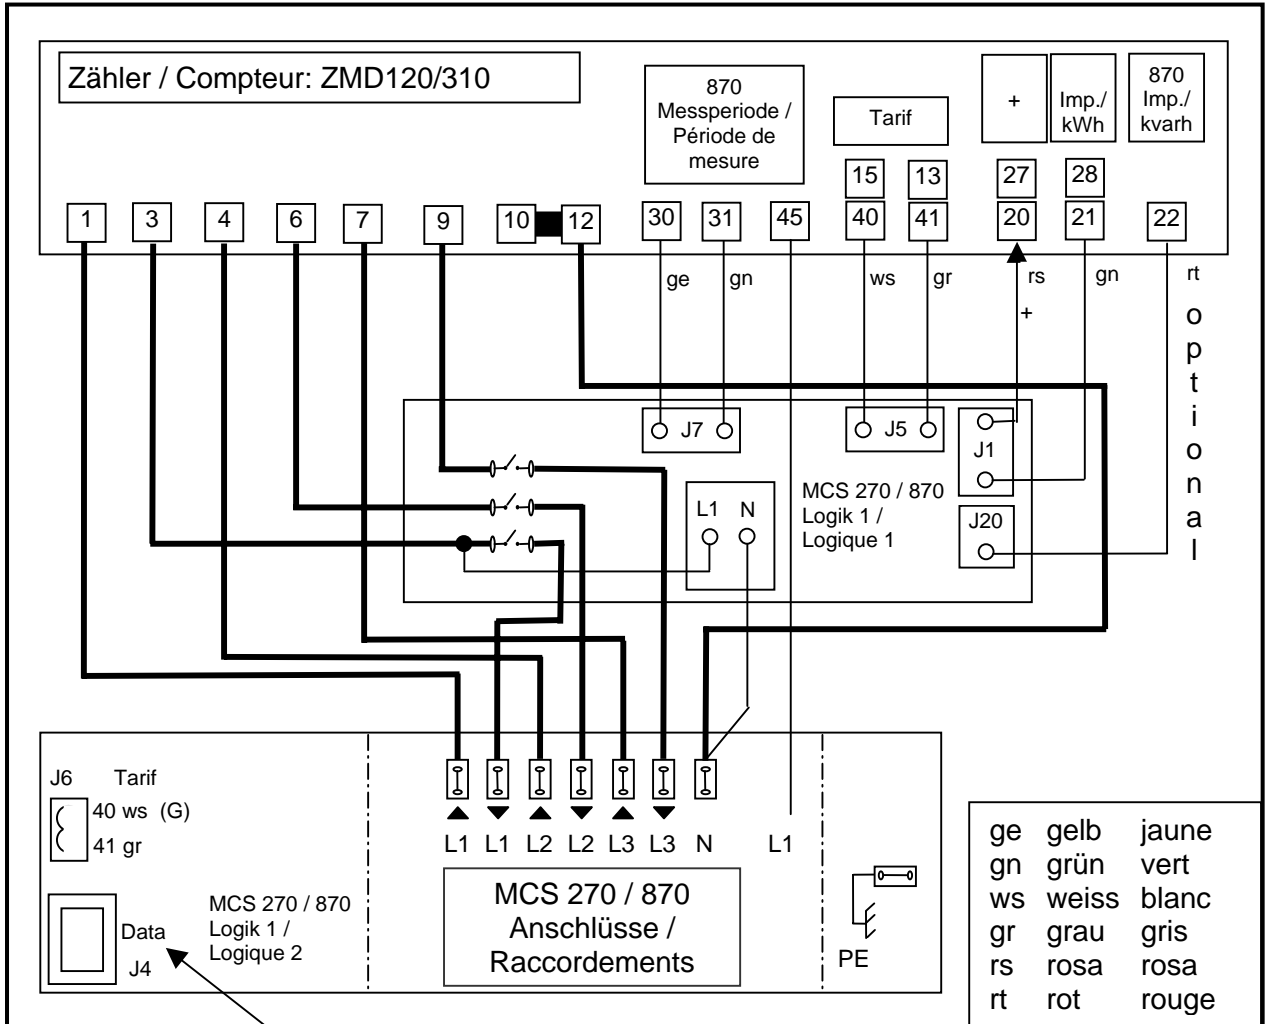 Zähler / Compteur: ZMD120/310
870
Messperiode /
Période de
mesure
Tarif
+
Imp./
kWh
870
Imp./
kvarh
15
13
27
28
1
3
4
6
7
9
10
12
30
31
45
40
41
20
21
22
ge
gn
ws
gr
rs
gn
rt
+
optional
J7
J5
J1
J20
L1
N
MCS 270 / 870
Logik 1 /
Logique 1
J6
Tarif
40 ws (G)
41 gr
Data
J4
MCS 270 / 870
Logik 1 /
Logique 2
L1 L1 L2 L2 L3 L3 N
L1
MCS 270 / 870
Anschlüsse /
Raccordements
PE
ge gelb jaune
gn grün vert
ws weiss blanc
gr grau gris
rs rosa rosa
rt rot rouge